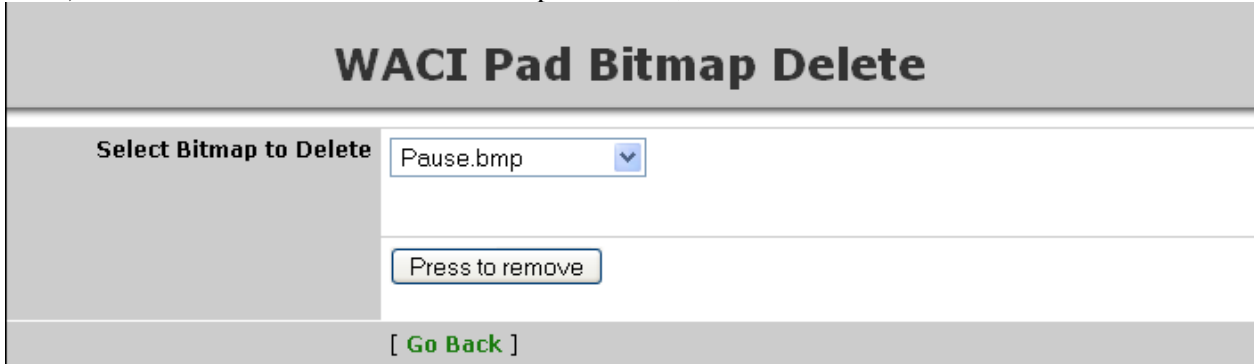 WACI Pad Bitmap Delete
Select Bitmap to Delete Pause.bmp
Press to remove
[ Go Back ]